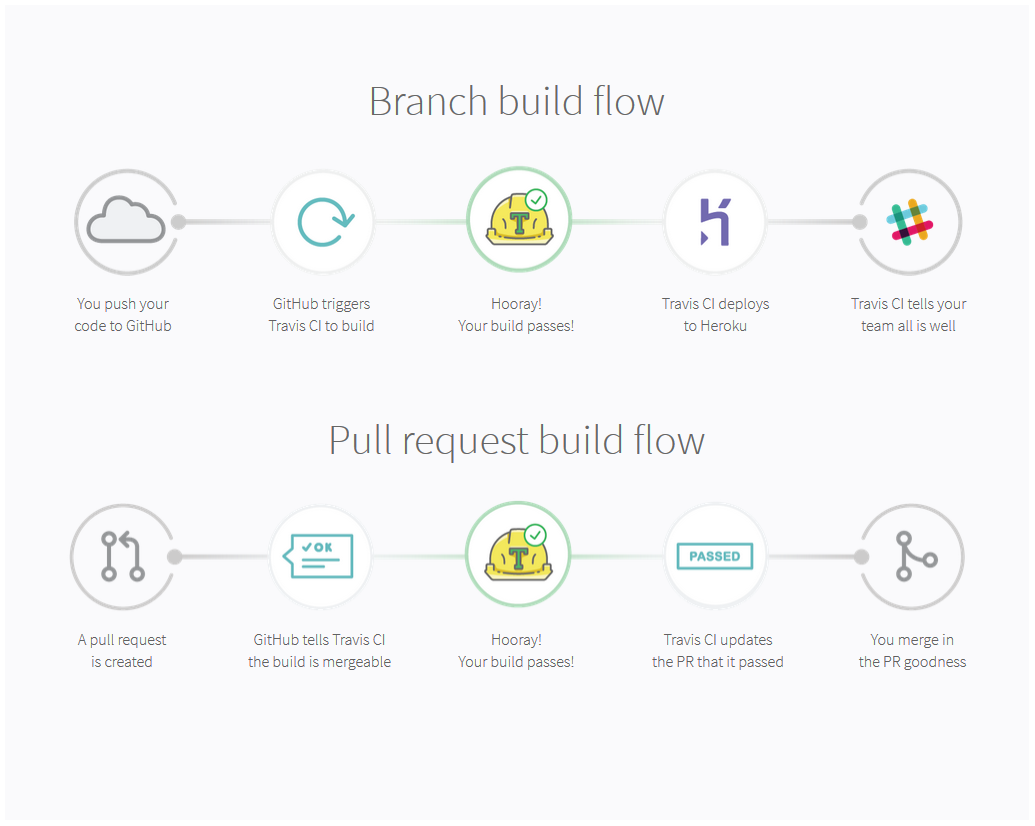 Branch build flow
You push your
code to GitHub
GitHub triggers
Travis CI to build
T
Hooray!
Your build passes!
Travis CI deploys
to Heroku
Travis CI tells your
team all is well
Pull request build flow
A pull request
is created
OK
GitHub tells Travis CI
the build is mergeable
T
Hooray!
Your build passes!
PASSED
Travis CI updates
the PR that it passed
You merge in
the PR goodness